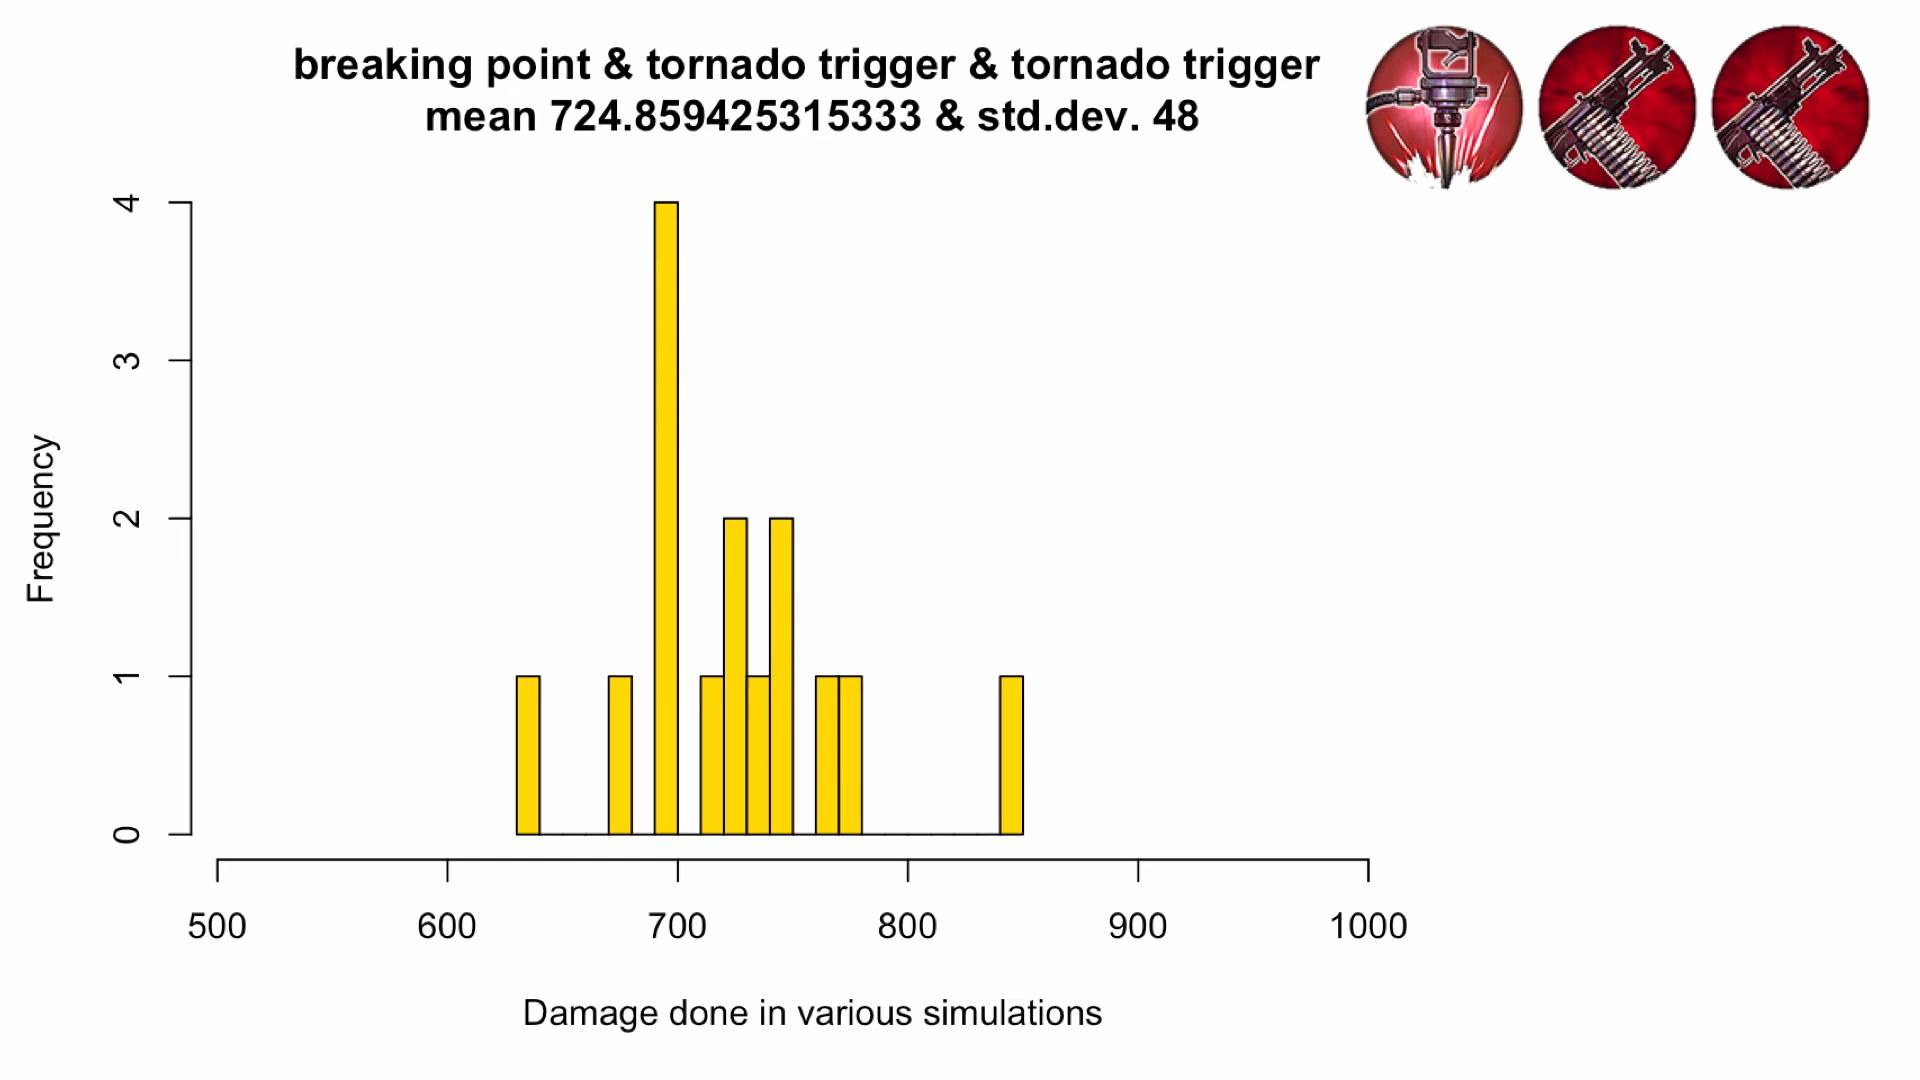 breaking point & tornado trigger & tornado trigger
mean 724.859425315333 & std.dev. 48
4
3
2
1
0
Frequency
500 600 700 800 900 1000
Damage done in various simulations